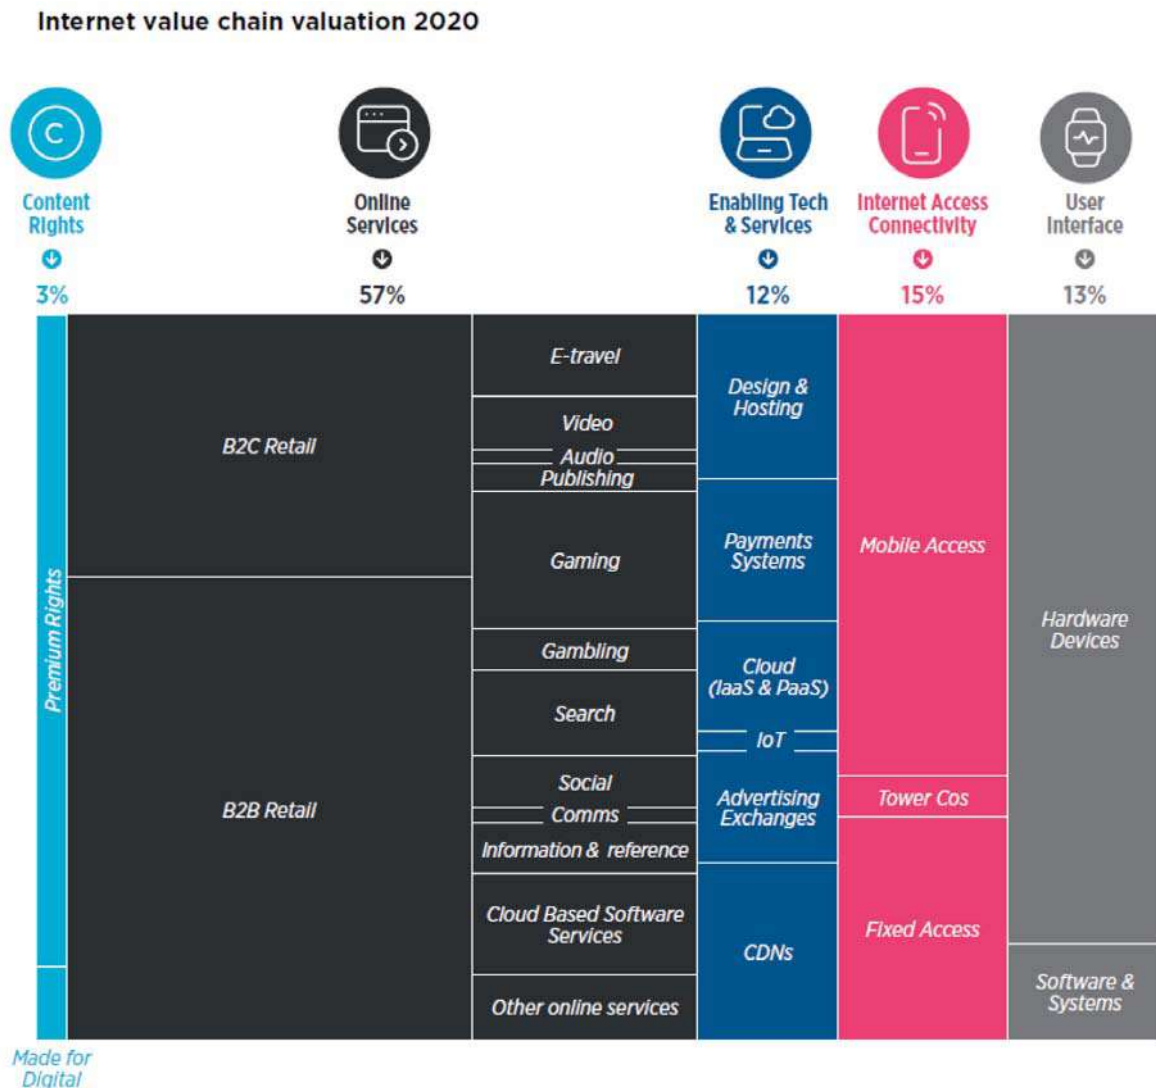 Internet value chain valuation 2020
C
Content
Rights
3%
Online
Services
57%
Enabling Tech
& Services
12%
Internet Access
Connectivity
15%
User
Interface
13%
Premium Rights
Made for
Digital
B2C Retail
B2B Retail
E-travel
Video
Audio
Publishing
Gaming
Gambling
Search
Social
Comms
Information & reference
Cloud Based Software
Services
Other online services
Design &
Hosting
Payments
Systems
Cloud
(IaaS & PaaS)
IoT
Advertising
Exchanges
CDNs
Mobile Access
Tower Cos
Fixed Access
Hardware
Devices
Software &
Systems